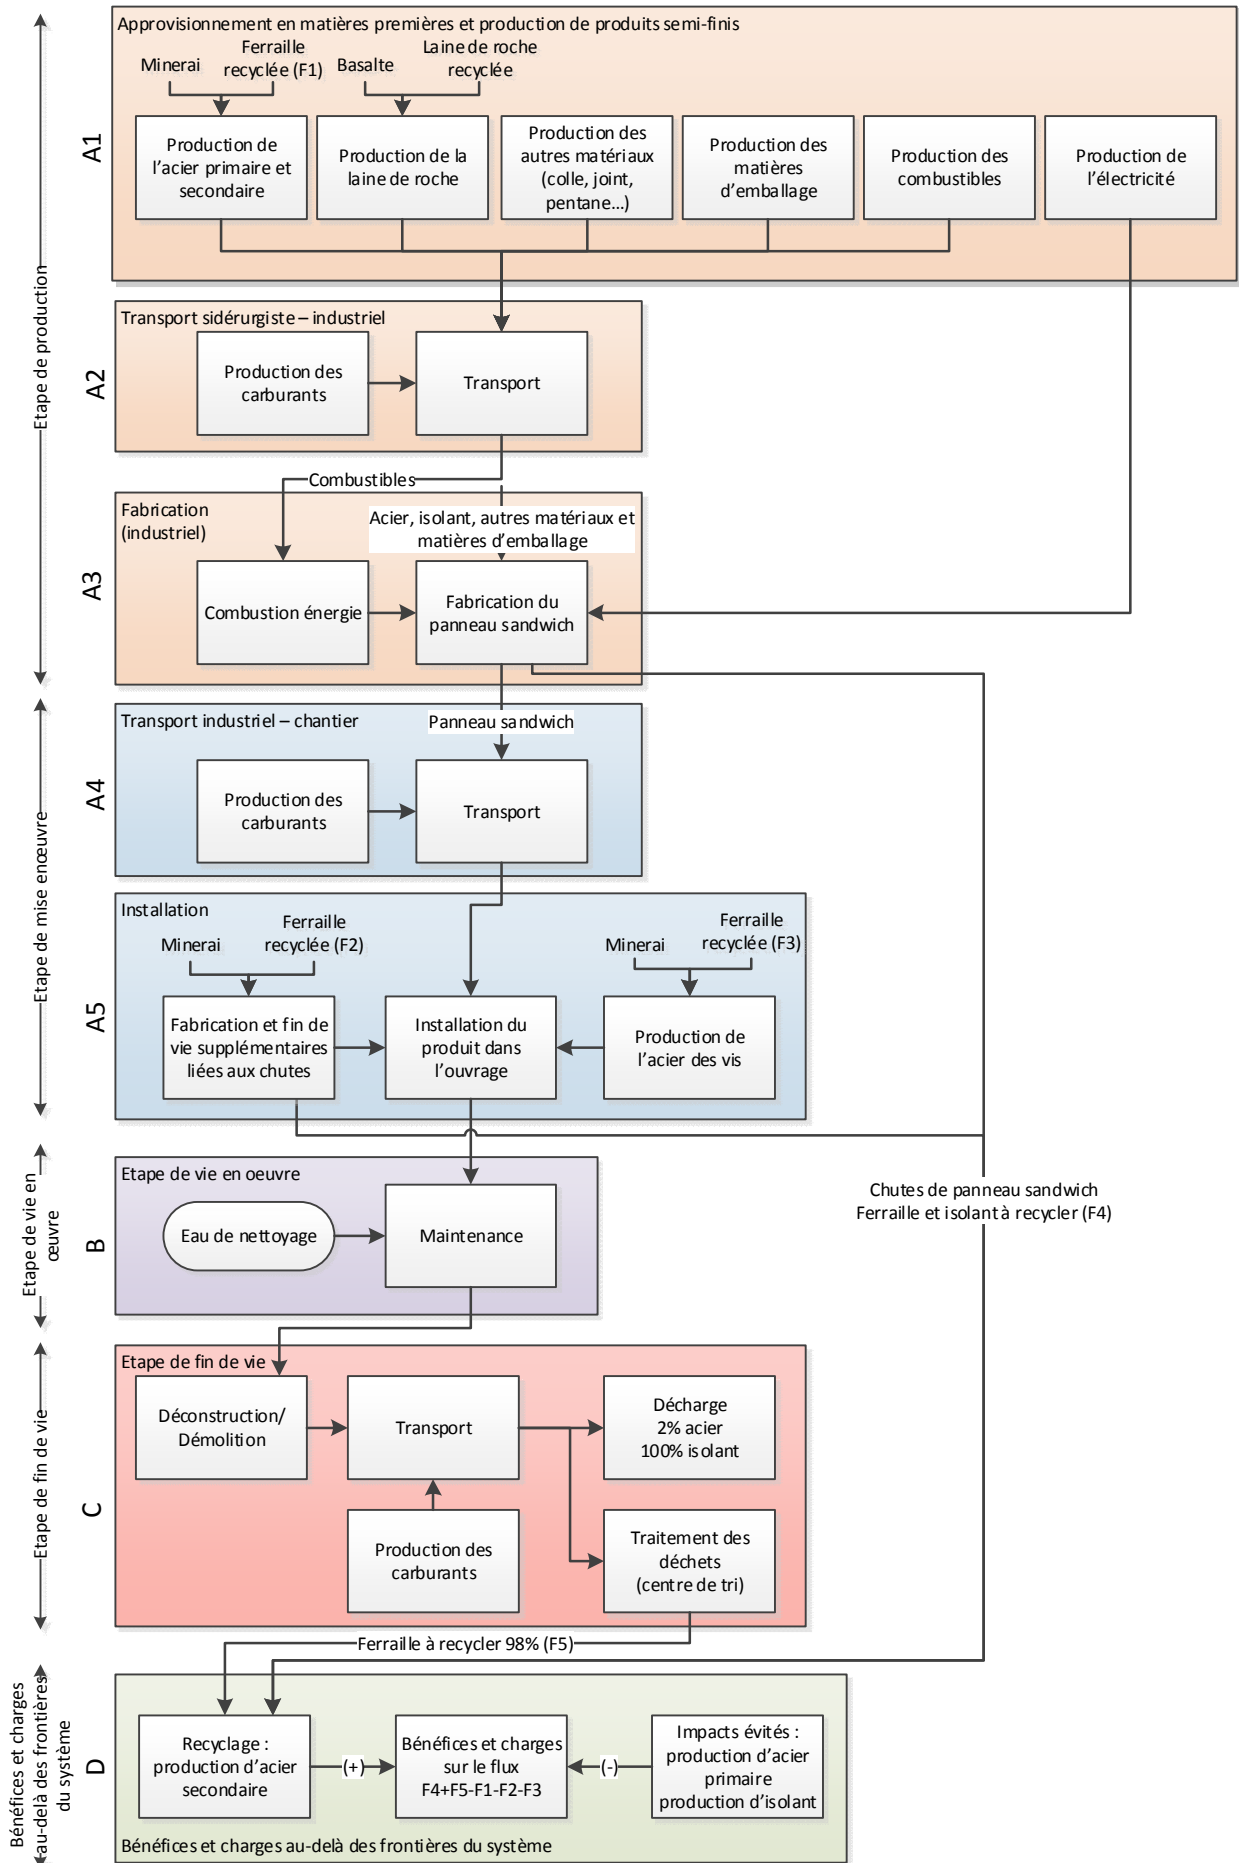 Approvisionnement en matières premières et production de produits semi-finis
Minerai
Ferraille
recyclée (F1)
Basalte
Laine de roche
recyclée
Production de
l'acier primaire et
secondaire
Production de la
laine de roche
Production des
autres matériaux
(colle, joint,
pentane...)
Production des
matières
d'emballage
Production des
combustibles
Production de
l'électricité
A1
Etape de production
Transport sidérurgiste – industriel
Production des
carburants
Transport
A2
Combustibles
Fabrication
(industriel)
Acier, isolant, autres matériaux et
matières d'emballage
Combustion énergie
Fabrication du
panneau sandwich
A3
Transport industriel – chantier
Panneau sandwich
Production des
carburants
Transport
A4
Etape de mise enœuvre
Installation
Minerai
Ferraille
recyclée (F2)
Minerai
Ferraille
recyclée (F3)
Fabrication et fin de
vie supplémentaires
liées aux chutes
Installation du
produit dans
l'ouvrage
Production de
l'acier des vis
A5
Etape de vie en oeuvre
Eau de nettoyage
Maintenance
B
Etape de vie en
œuvre
Chutes de panneau sandwich
Ferraille et isolant à recycler (F4)
Etape de fin de vie
Déconstruction/
Démolition
Transport
Décharge
2% acier
100% isolant
Production des
carburants
Traitement des
déchets
(centre de tri)
C
Etape de fin de vie
Ferraille à recycler 98% (F5)
Recyclage :
production d'acier
secondaire
(+)
Bénéfices et charges
sur le flux
F4+F5-F1-F2-F3
(-)
Impacts évités :
production d'acier
primaire
production d'isolant
D
Bénéfices et charges
au-delà des frontières
du système
Bénéfices et charges au-delà des frontières du système